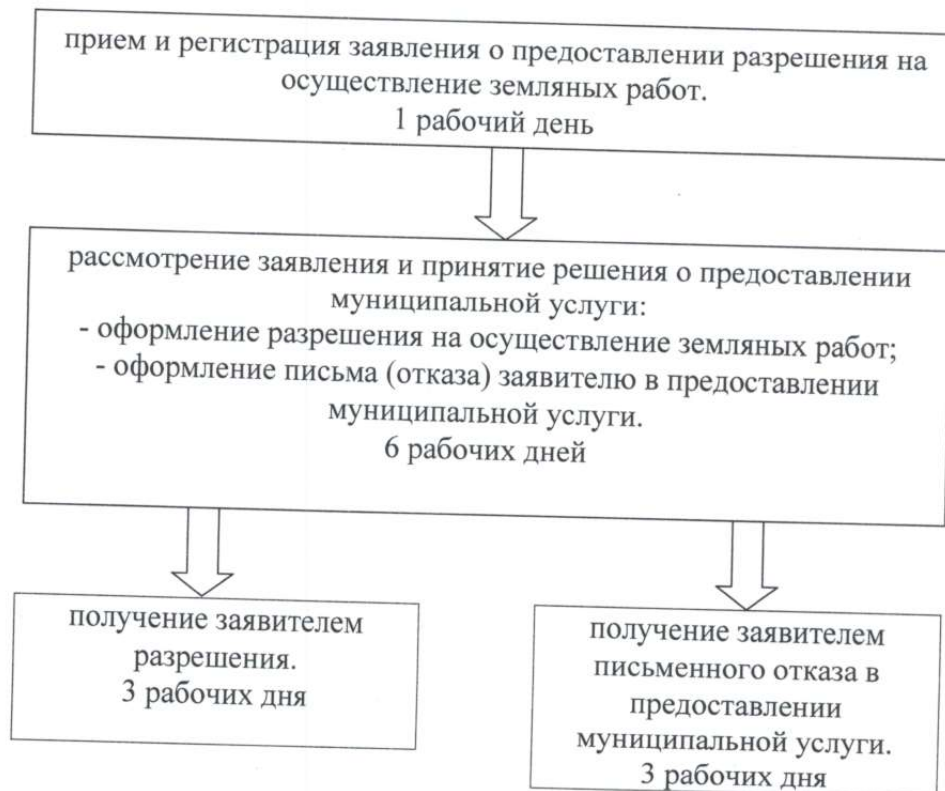 прием и регистрация заявления о предоставлении разрешения на
осуществление земляных работ.
1 рабочий день
рассмотрение заявления и принятие решения о предоставлении
муниципальной услуги:
- оформление разрешения на осуществление земляных работ;
- оформление письма (отказа) заявителю в предоставлении
муниципальной услуги.
6 рабочих дней
получение заявителем
разрешения.
3 рабочих дня
получение заявителем
письменного отказа в
предоставлении
муниципальной услуги.
3 рабочих дня